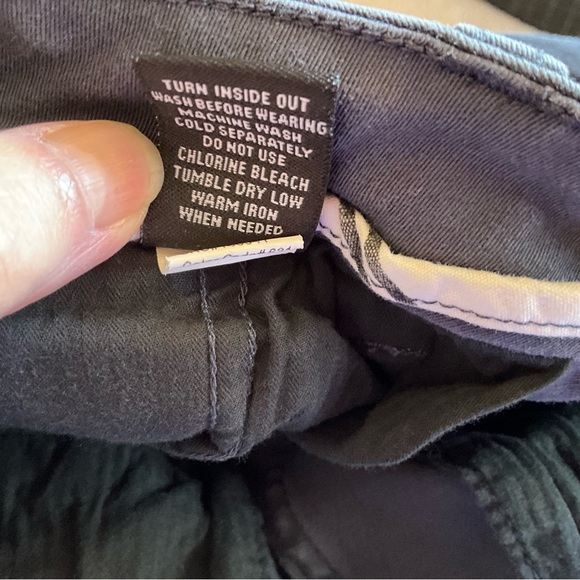 TURN INSIDE OUT
WASH BEFORE WEARING
MACHINE WASH
COLD SEPARATELY
DO NOT USE
CHLORINE BLEACH
TUMBLE DRY LOW
WARM IRON
WHEN NEEDED